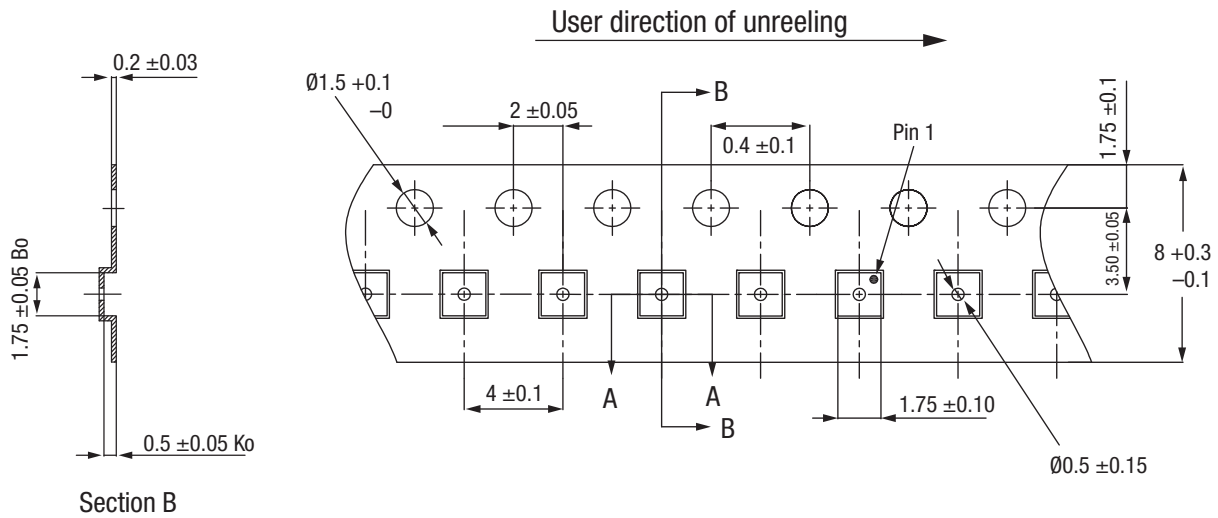 User direction of unreeling
0.2 ±0.03
Ø1.5 +0.1
–0
2 ±0.05
B
0.4 ±0.1
Pin 1
1.75 ±0.1
3.50 ±0.05
8 +0.3
–0.1
1.75 ±0.05 Bo
4 ±0.1
A
A
B
1.75 ±0.10
0.5 ±0.05 Ko
Ø0.5 ±0.15
Section B